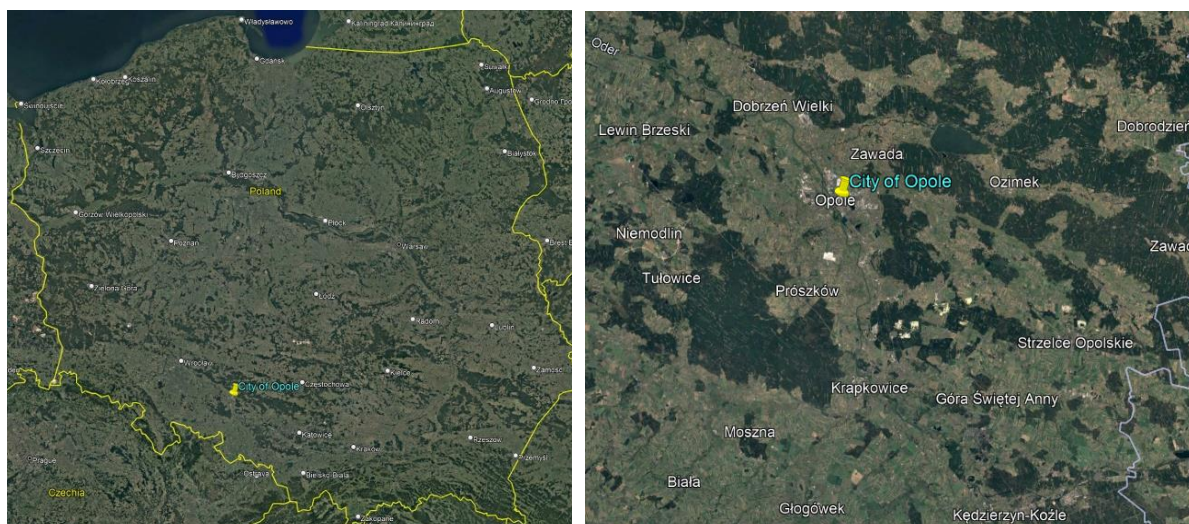 Władysławowo
Kaliningrad Калининград
Gdańsk
Suwałki
Kołobrzeg
Koszalin
Augustów
Świnoujście
Olsztyn
Szczecin
Białystok
Bydgoszcz
Poland
Gorzów Wielkopolski
Płock
Poznań
Warsaw
Zielona Góra
Łódź
Radom
Lublin
Wrocław
Kielce
Zamość
City of Opole
Częstochowa
Katowice
Kraków
Rzeszów
Przemyśl
Prague
Ostrava
Bielsko-Biała
Czechia
Zakopane
Oder
Dobrzeń Wielki
Lewin Brzeski
Dobrodzień
Zawada
City of Opole
Ozimek
Opole
Niemodlin
Tułowice
Prószków
Strzelce Opolskie
Krapkowice
Góra Świętej Anny
Moszna
Biała
Głogówek
Kędzierzyn-Koźle